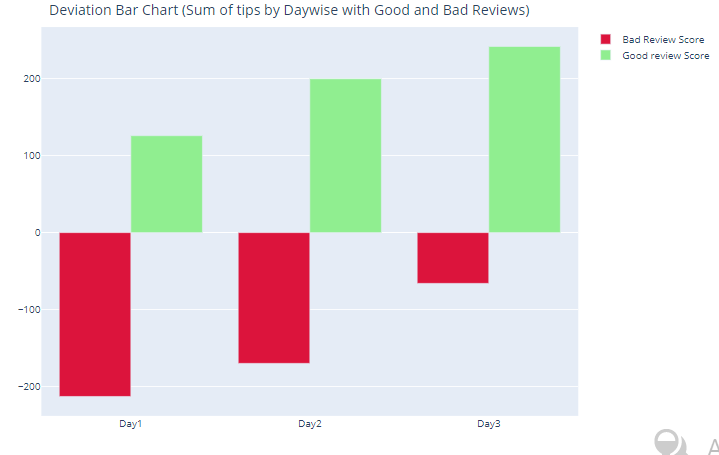 Deviation Bar Chart (Sum of tips by Daywise with Good and Bad Reviews)
Bad Review Score
Good review Score
200
100
0
−100
−200
Day1
Day2
Day3
A